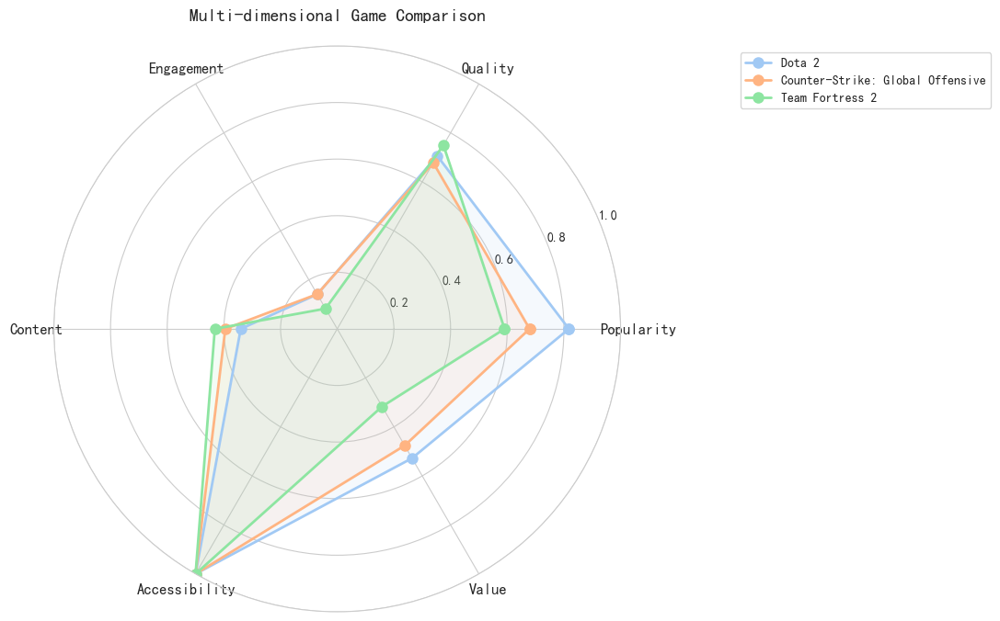 Multi-dimensional Game Comparison
Engagement
Quality
Dota 2
Counter-Strike: Global Offensive
Team Fortress 2
1.0
0.8
0.6
0.4
0.2
Content
Popularity
Accessibility
Value